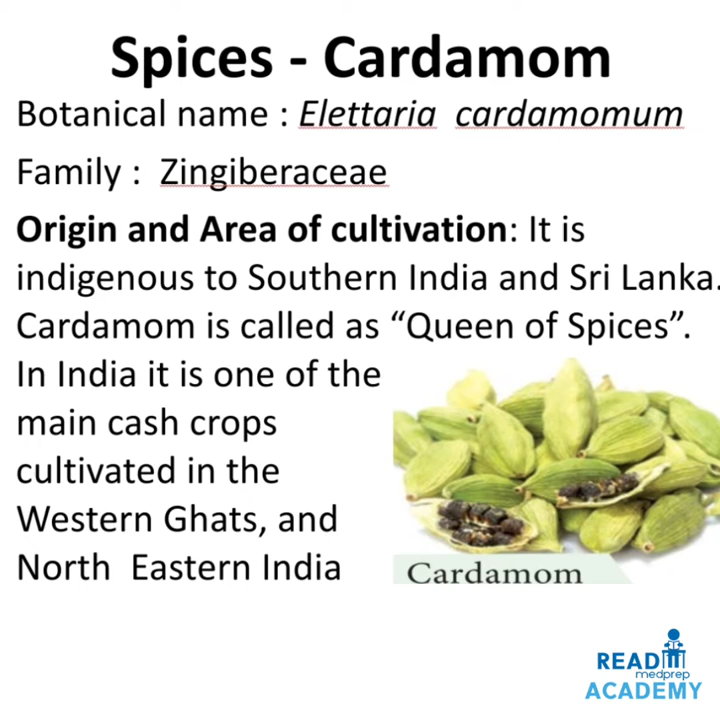 Spices - Cardamom
Botanical name : Elettaria cardamomum
Family : Zingiberaceae
Origin and Area of cultivation: It is
indigenous to Southern India and Sri Lanka.
Cardamom is called as “Queen of Spices”.
In India it is one of the
main cash crops
cultivated in the
Western Ghats, and
North Eastern India
Cardamom
READ
medprep
ACADEMY